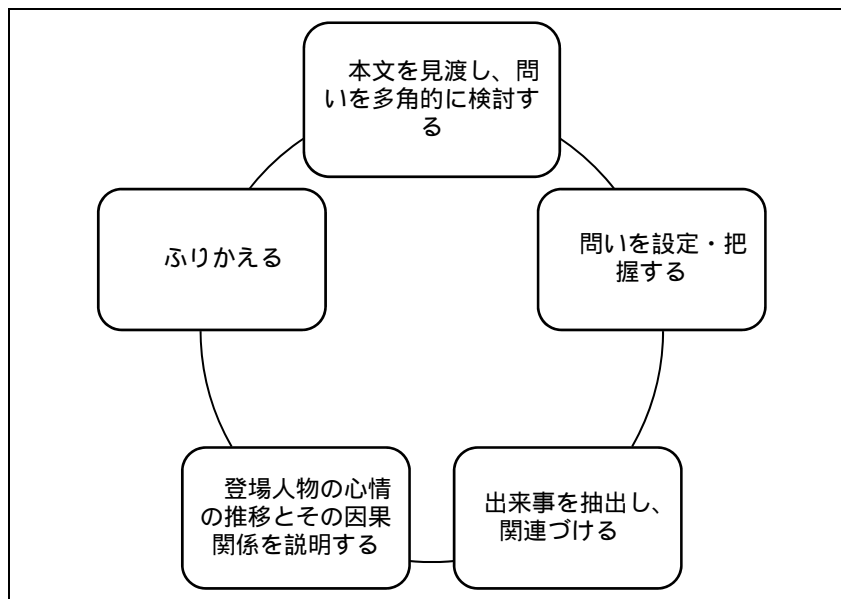 本文を見渡し、問
いを多角的に検討す
る
問いを設定・把
握する
出来事を抽出し、
関連づける
登場人物の心情
の推移とその因果
関係を説明する
ふりかえる